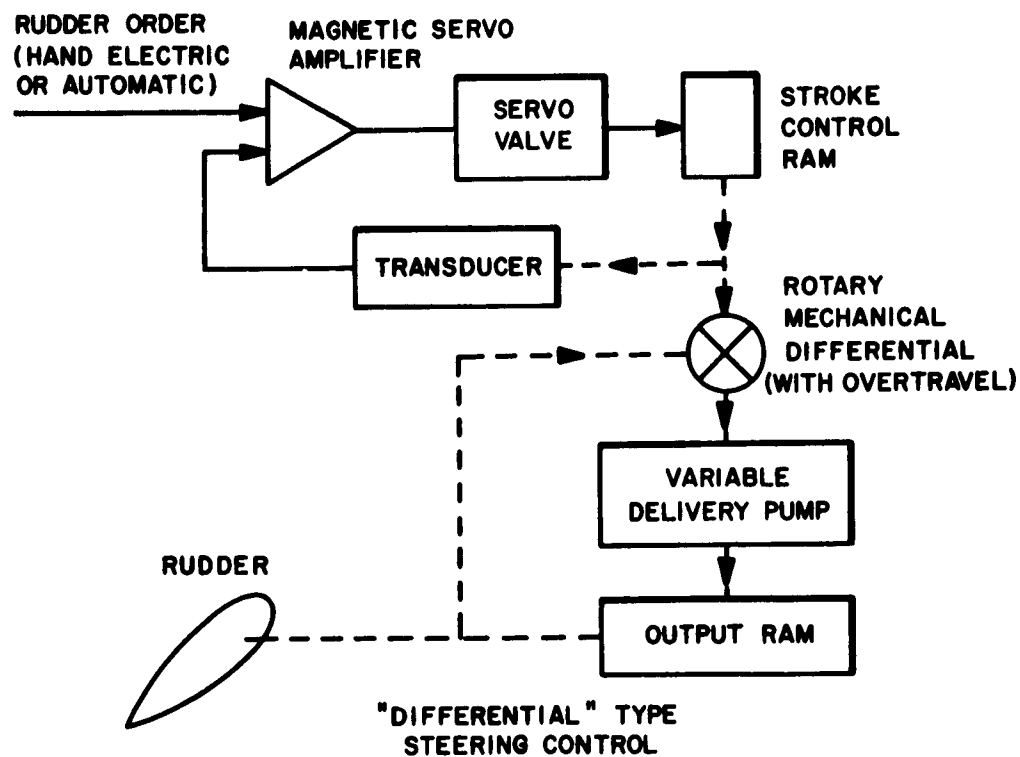 RUDDER ORDER
(HAND ELECTRIC
OR AUTOMATIC)
MAGNETIC SERVO
AMPLIFIER
SERVO
VALVE
STROKE
CONTROL
RAM
TRANSDUCER
ROTARY
MECHANICAL
DIFFERENTIAL
(WITH OVERTRAVEL)
VARIABLE
DELIVERY PUMP
RUDDER
OUTPUT RAM
"DIFFERENTIAL" TYPE
STEERING CONTROL